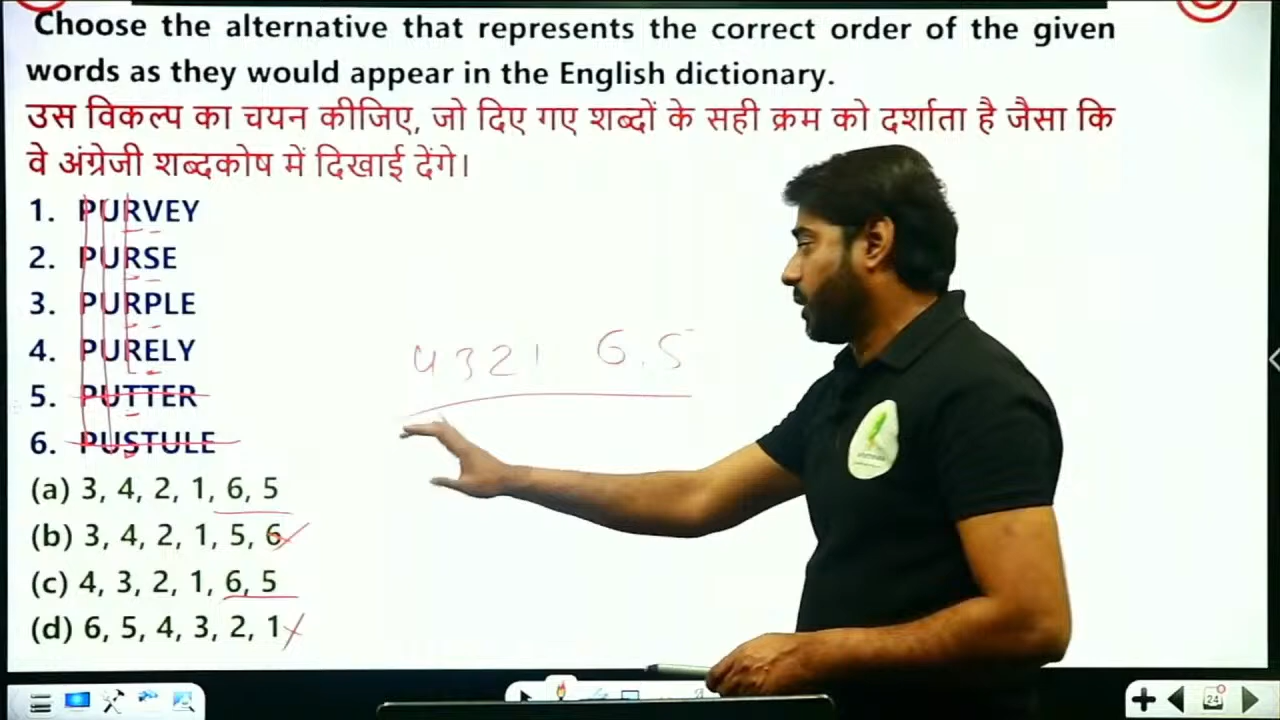 Choose the alternative that represents the correct order of the given
words as they would appear in the English dictionary.
उस विकल्प का चयन कीजिए, जो दिए गए शब्दों के सही क्रम को दर्शाता है जैसा कि
वे अंग्रेजी शब्दकोष में दिखाई देंगे।
1. PURVEY
2. PURSE
3. PURPLE
4. PURELY
5. PUTTER
6. PUSTULE
4 3 2 1 6.5
(a) 3, 4, 2, 1, 6, 5
(b) 3, 4, 2, 1, 5, 6
(c) 4, 3, 2, 1, 6, 5
(d) 6, 5, 4, 3, 2, 1
24